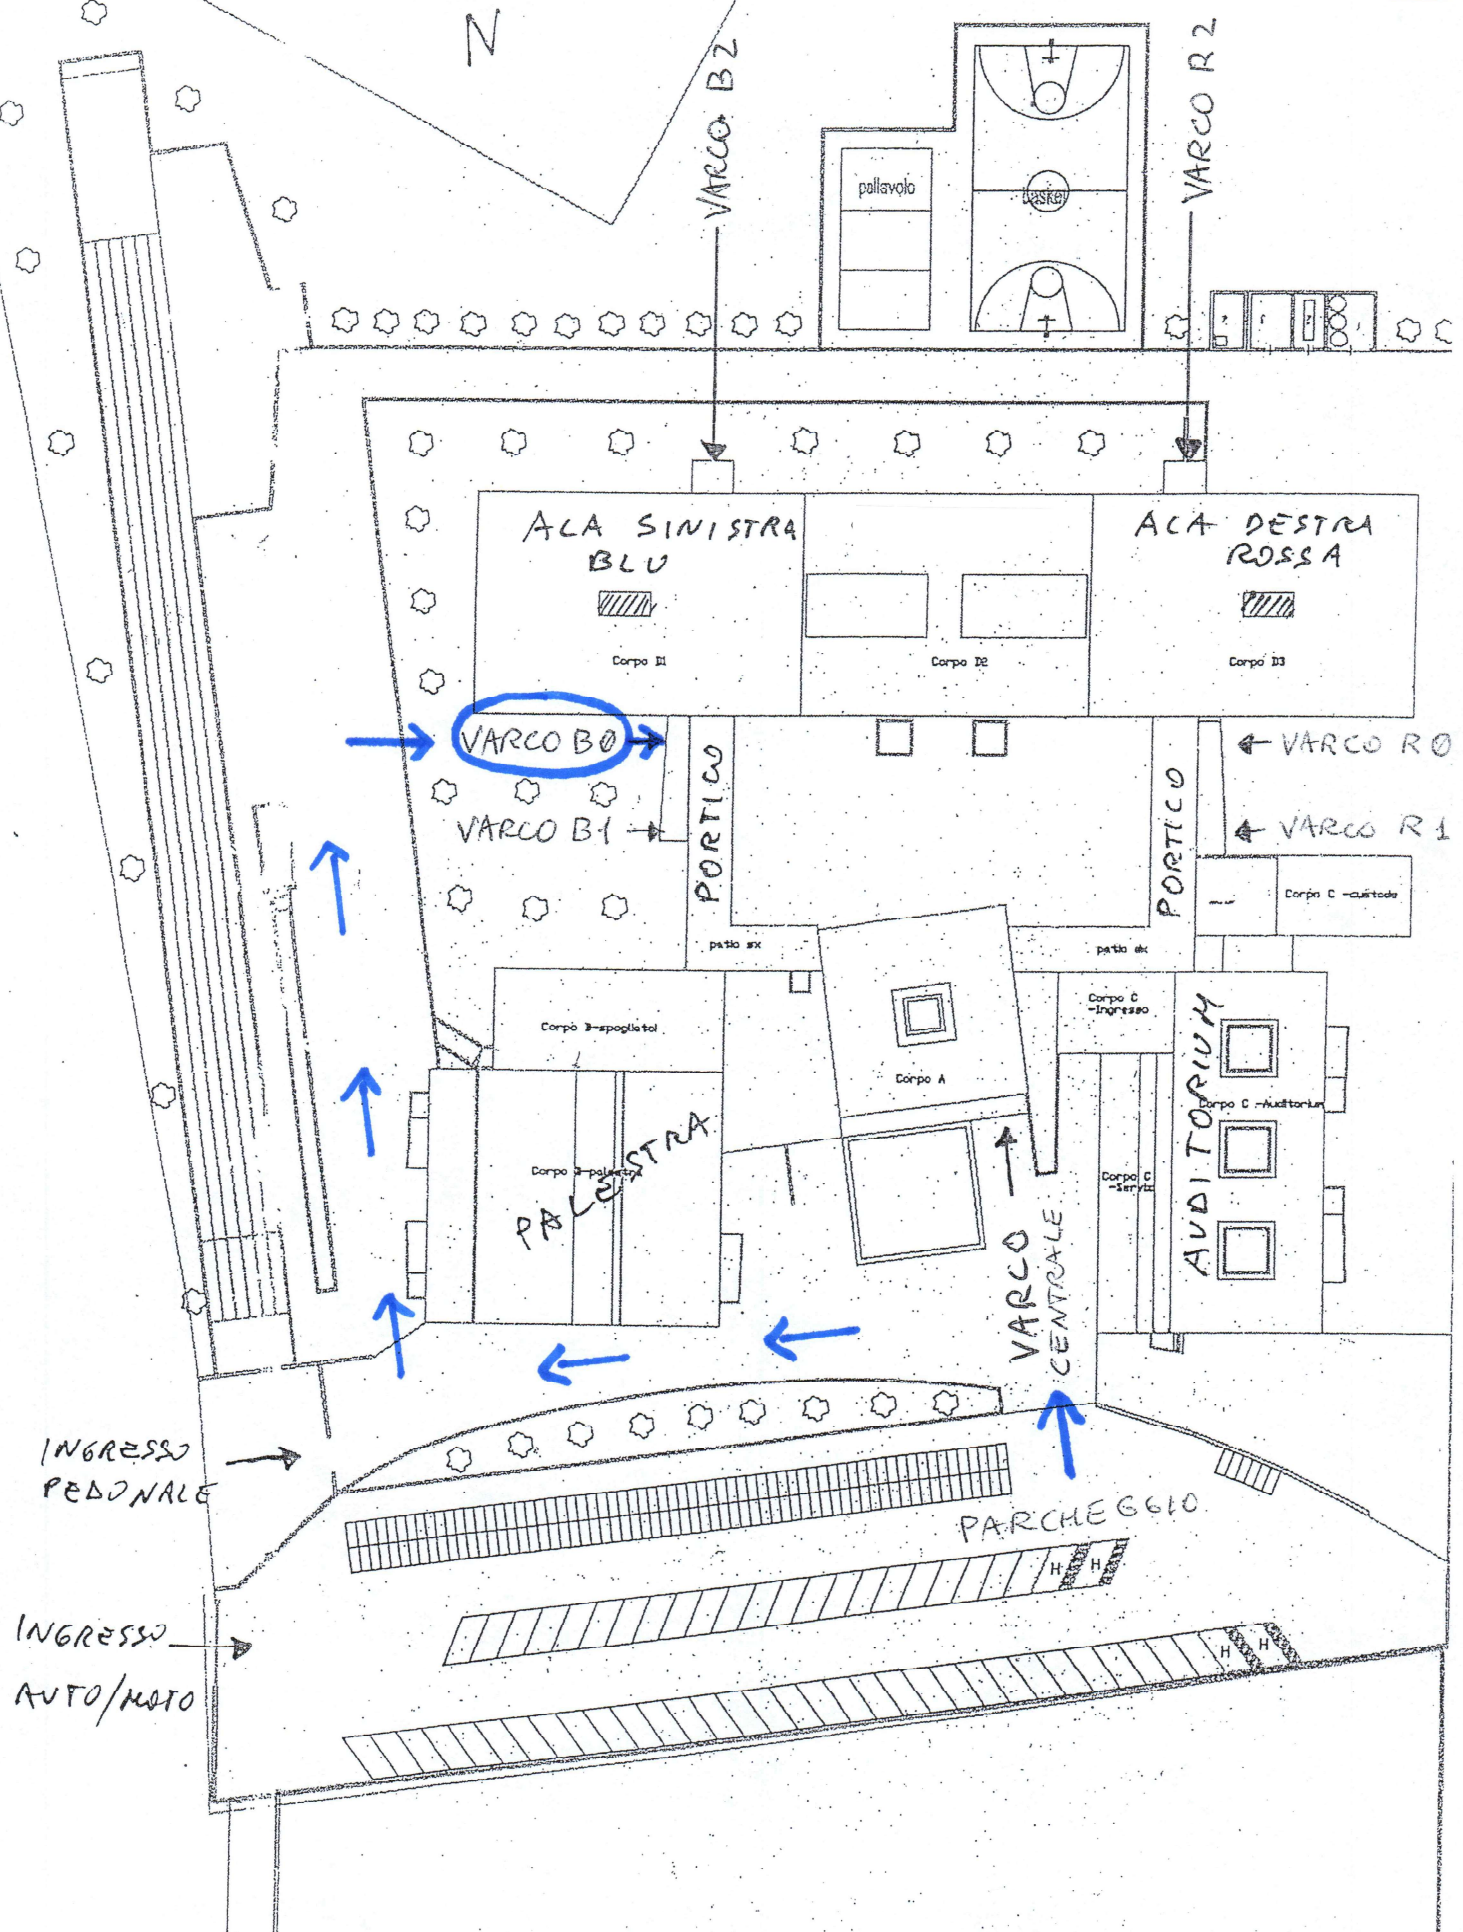 N
VARCO B2
VARCO R2
pallavolo
basket
ALA SINISTRA
BLU
ALA DESTRA
ROSSA
Corpo D1
Corpo D2
Corpo D3
VARCO B0
VARCO R0
VARCO B1
VARCO R1
PORTICO
PORTICO
Corpo C -custode
patio sx
patio dx
Corpo B-spogliatoi
Corpo C
-Ingresso
Corpo A
Corpo C -Auditorium
AUDITORIUM
Corpo B-palestra
PALESTRA
Corpo C
-Servizi
VARCO
CENTRALE
INGRESSO
PEDONALE
PARCHEGGIO
H H
INGRESSO
AUTO/MOTO
H H